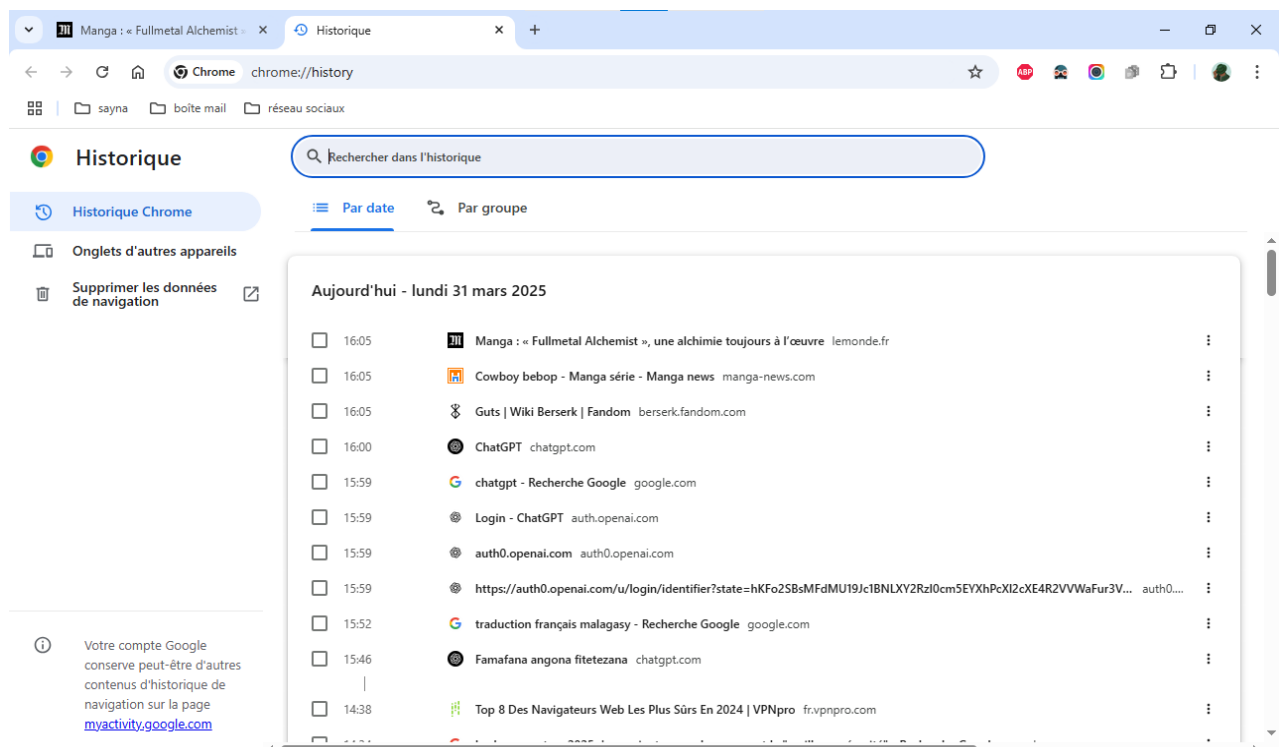 Manga : « Fullmetal Alchemist »
Historique
Chrome
chrome://history
ABP
sayna
boîte mail
réseau sociaux
Historique
Rechercher dans l'historique
Historique Chrome
Onglets d'autres appareils
Supprimer les données
de navigation
Par date
Par groupe
Aujourd'hui - lundi 31 mars 2025
16:05 Manga : « Fullmetal Alchemist », une alchimie toujours à l'œuvre lemonde.fr
16:05 Cowboy bebop - Manga série - Manga news manga-news.com
16:05 Guts | Wiki Berserk | Fandom berserk.fandom.com
16:00 ChatGPT chatgpt.com
15:59 chatgpt - Recherche Google google.com
15:59 Login - ChatGPT auth.openai.com
15:59 auth0.openai.com auth0.openai.com
15:59 https://auth0.openai.com/u/login/identifier?state=hKFo2SBsMFdMU19Jc1BNLXY2RzI0cm5EYXhPcXI2cXE4R2VVWaFur3V... auth0....
15:52 traduction français malagasy - Recherche Google google.com
15:46 Famafana angona fitetezana chatgpt.com
14:38 Top 8 Des Navigateurs Web Les Plus Sûrs En 2024 | VPNpro fr.vpnpro.com
Votre compte Google
conserve peut-être d'autres
contenus d'historique de
navigation sur la page
myactivity.google.com